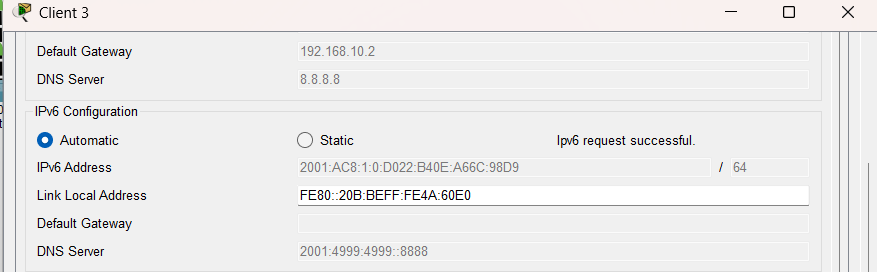 Client 3
Default Gateway 192.168.10.2
DNS Server 8.8.8.8
IPv6 Configuration
Automatic Static Ipv6 request successful.
IPv6 Address 2001:AC8:1:0:D022:B40E:A66C:98D9 / 64
Link Local Address FE80::20B:BEFF:FE4A:60E0
Default Gateway
DNS Server 2001:4999:4999::8888